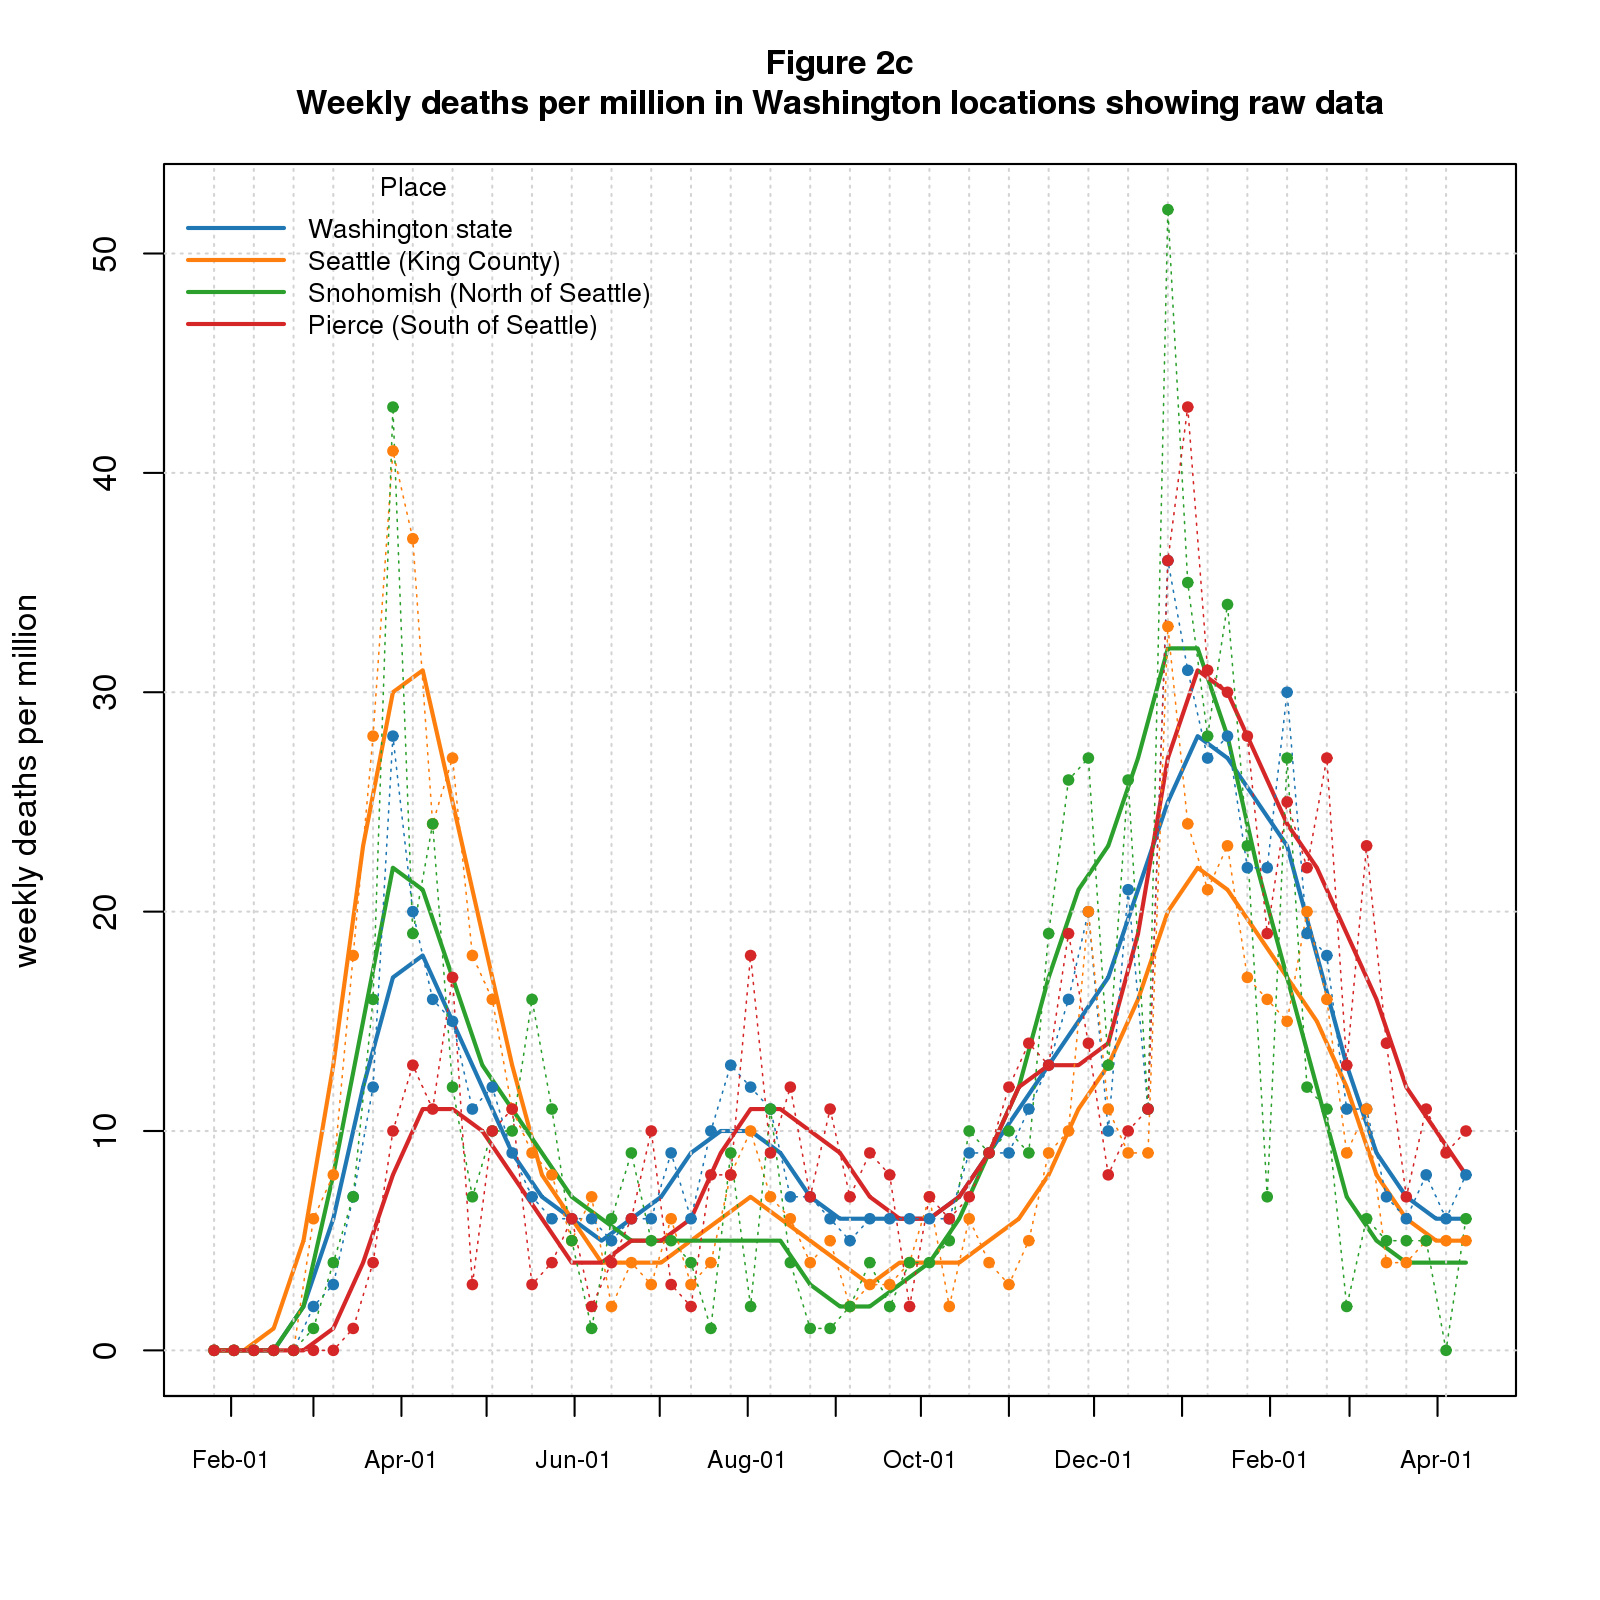 Figure 2c
Weekly deaths per million in Washington locations showing raw data
Place
Washington state
Seattle (King County)
Snohomish (North of Seattle)
Pierce (South of Seattle)
weekly deaths per million
50
40
30
20
10
0
Feb-01 Apr-01 Jun-01 Aug-01 Oct-01 Dec-01 Feb-01 Apr-01